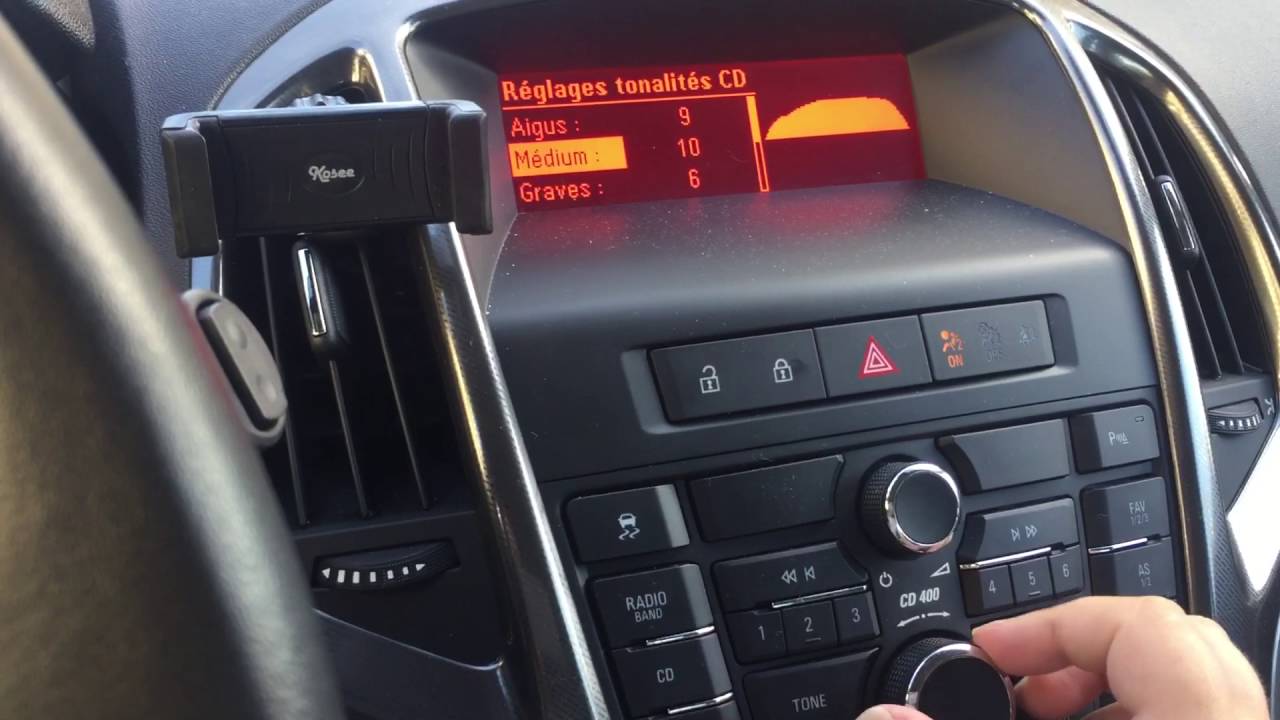 Réglages tonalités CD
Aigus : 9
Médium : 10
Graves : 6
Kosee
ON
OFF
P
FAV
1/2/3
RADIO
BAND
4 5 6
AS
1/2
CD 400
1 2 3
CD
TONE